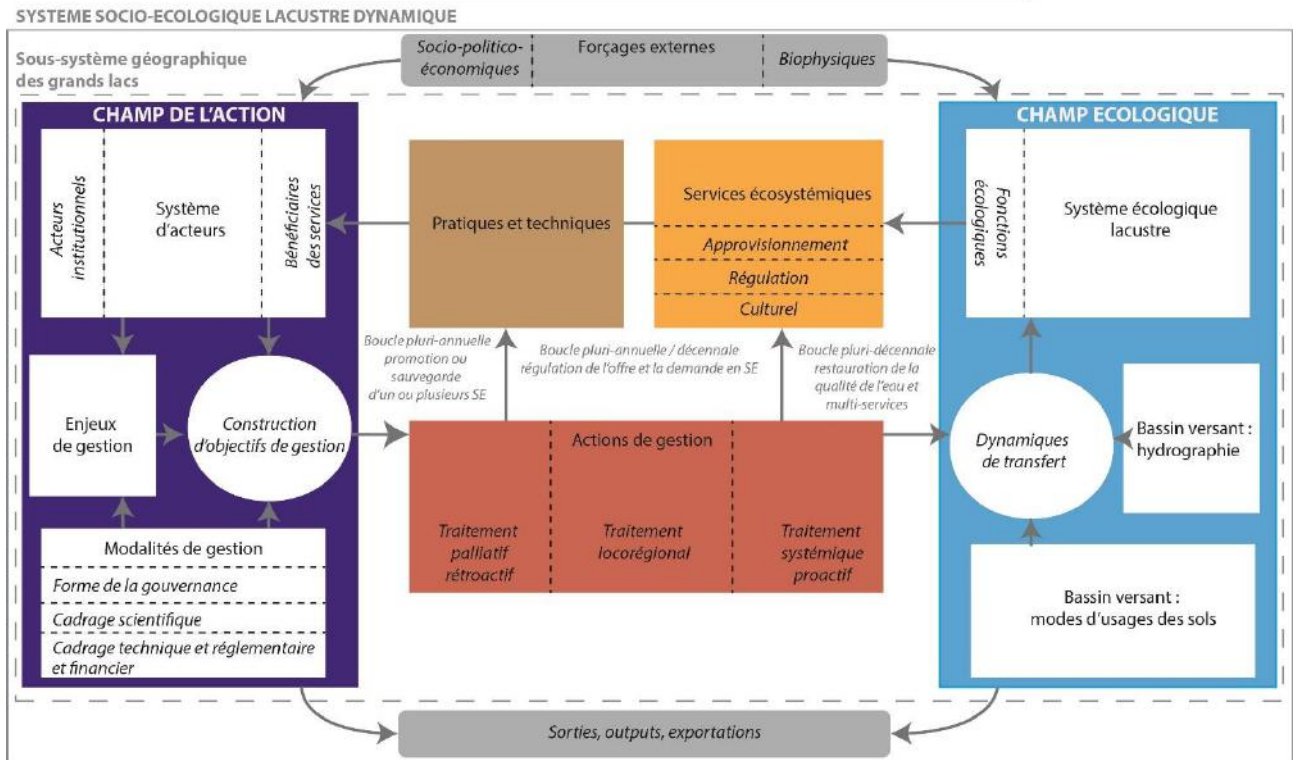 SYSTEME SOCIO-ECOLOGIQUE LACUSTRE DYNAMIQUE
Sous-système géographique
des grands lacs
Socio-politico-
économiques
Forçages externes
Biophysiques
CHAMP DE L'ACTION
Acteurs
institutionnels
Système
d'acteurs
Bénéficiaires
des services
Enjeux
de gestion
Construction
d'objectifs de gestion
Modalités de gestion
Forme de la gouvernance
Cadrage scientifique
Cadrage technique et réglementaire
et financier
Pratiques et techniques
Services écosystémiques
Approvisionnement
Régulation
Culturel
Boucle pluri-annuelle
promotion ou
sauvegarde
d'un ou plusieurs SE
Boucle pluri-annuelle / décennale
régulation de l'offre et la demande en SE
Boucle pluri-décennale
restauration de la
qualité de l'eau et
multi-services
Actions de gestion
Traitement
palliatif
rétroactif
Traitement
locorégional
Traitement
systémique
proactif
CHAMP ECOLOGIQUE
Fonctions
écologiques
Système écologique
lacustre
Dynamiques
de transfert
Bassin versant :
hydrographie
Bassin versant :
modes d'usages des sols
Sorties, outputs, exportations